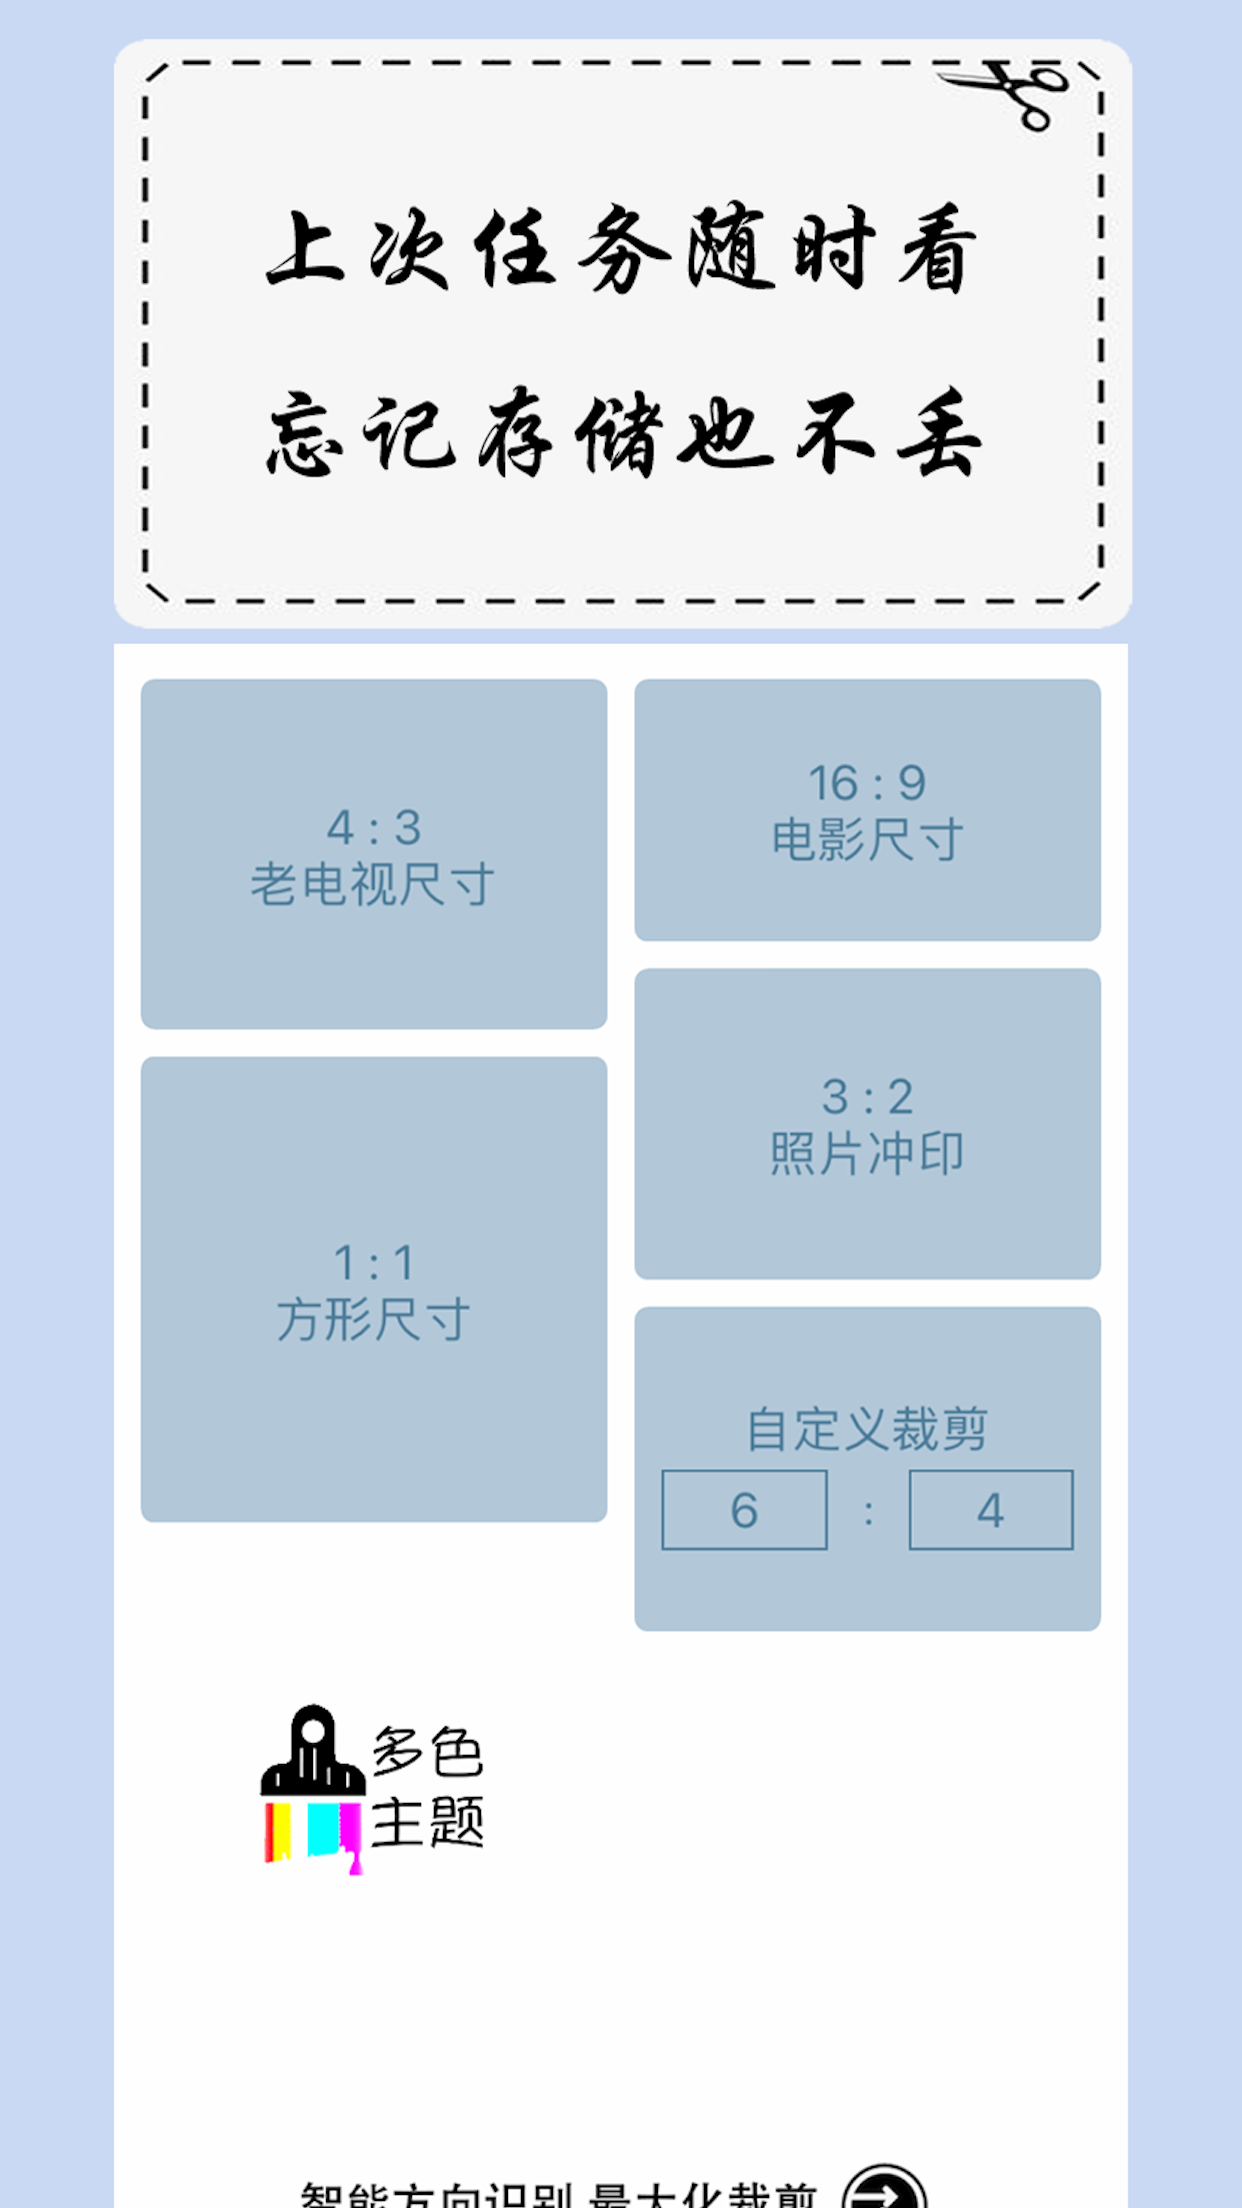 上次任务随时看
忘记存储也不丢
4 : 3
老电视尺寸
16 : 9
电影尺寸
3 : 2
照片冲印
1 : 1
方形尺寸
自定义裁剪
6 : 4
多色
主题
智能方向识别 最大化裁剪